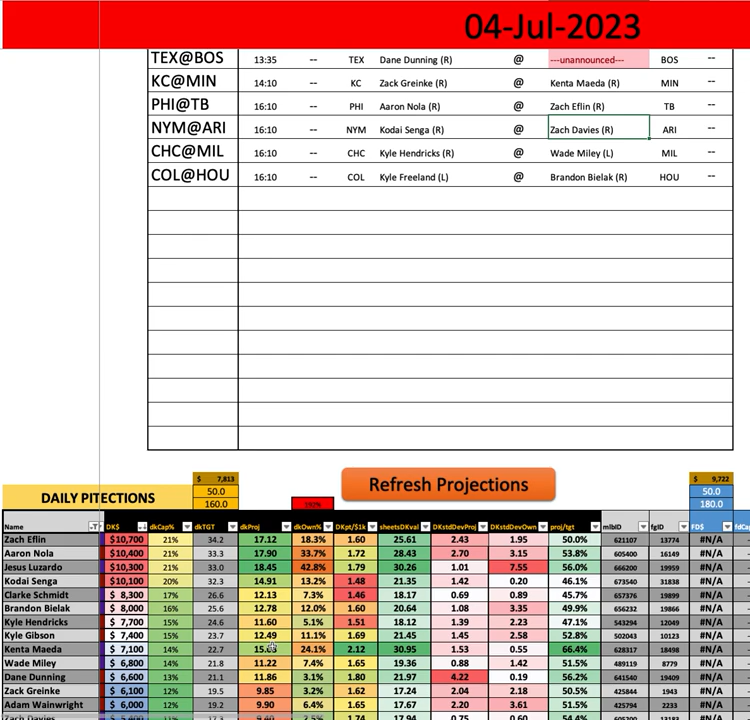 04-Jul-2023
TEX@BOS 13:35 -- TEX Dane Dunning (R) @ ---unannounced--- BOS --
KC@MIN 14:10 -- KC Zack Greinke (R) Kenta Maeda (R) MIN --
PHI@TB 16:10 -- PHI Aaron Nola (R) @ Zach Eflin (R) TB --
NYM@ARI 16:10 -- NYM Kodai Senga (R) @ Zach Davies (R) ARI --
CHC@MIL 16:10 -- CHC Kyle Hendricks (R) @ Wade Miley (L) MIL --
COL@HOU 16:10 -- COL Kyle Freeland (L) @ Brandon Bielak (R) HOU --
$ 7,813 $ 9,722
DAILY PITECTIONS 50.0 Refresh Projections 50.0
160.0 192% 180.0
Name DK$ dkCap% dkTGT dkProj dkOwn% DKpt/$1k sheetsDKval DKstdDevProj DKstdDevOwn proj/tgt mlbID fgID FD$ fdCap
Zach Eflin $10,700 21% 34.2 17.12 18.3% 1.60 25.61 2.43 1.95 50.0% 621107 13774 #N/A
Aaron Nola $10,400 21% 33.3 17.90 33.7% 1.72 28.43 2.70 3.15 53.8% 605400 16149 #N/A
Jesus Luzardo $10,300 21% 33.0 18.45 42.8% 1.79 30.26 1.01 7.55 56.0% 666200 19959 #N/A
Kodai Senga $10,100 20% 32.3 14.91 13.2% 1.48 21.35 1.42 0.20 46.1% 673540 31838 #N/A
Clarke Schmidt $ 8,300 17% 26.6 12.13 7.3% 1.46 18.17 0.69 0.89 45.7% 657376 19899 #N/A
Brandon Bielak $ 8,000 16% 25.6 12.78 12.0% 1.60 20.64 1.08 3.35 49.9% 656232 19866 #N/A
Kyle Hendricks $ 7,700 15% 24.6 11.60 5.1% 1.51 18.12 1.39 2.23 47.1% 543294 12049 #N/A
Kyle Gibson $ 7,400 15% 23.7 12.49 11.1% 1.69 21.45 1.45 2.58 52.8% 502043 10123 #N/A
Kenta Maeda $ 7,100 14% 22.7 24.1% 2.12 30.95 1.53 0.55 66.4% 628317 18498 #N/A
Wade Miley $ 6,800 14% 21.8 11.22 7.4% 1.65 19.36 0.88 1.42 51.5% 489119 8779 #N/A
Dane Dunning $ 6,600 13% 21.1 11.86 3.1% 1.80 21.97 4.22 0.19 56.2% 641540 19409 #N/A
Zack Greinke $ 6,100 12% 19.5 9.85 3.2% 1.62 17.24 2.04 2.18 50.5% 425844 1943 #N/A
Adam Wainwright $ 6,000 12% 19.2 9.90 6.4% 1.65 17.67 2.20 3.61 51.5% 425794 2233 #N/A